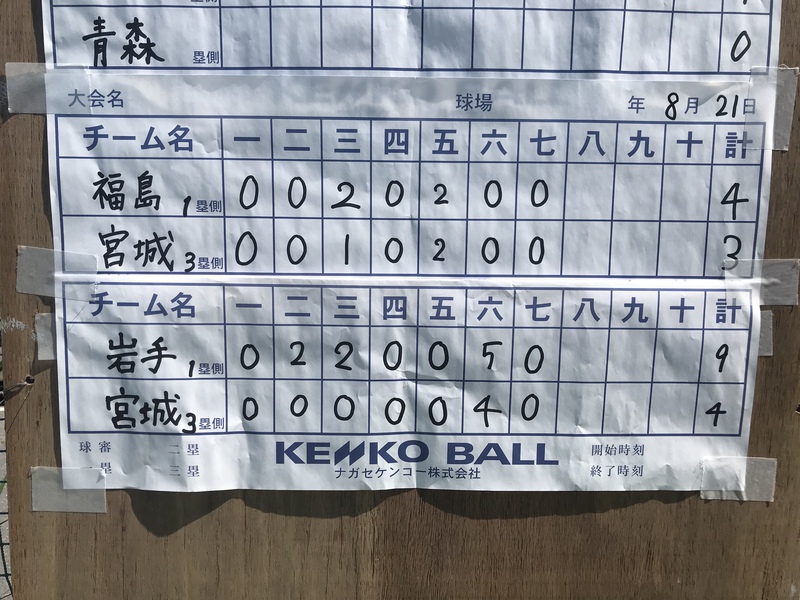 青森 塁側 0
大会名 球場 年 8月 21日
チーム名 一 二 三 四 五 六 七 八 九 十 計
福島 1塁側 0 0 2 0 2 0 0 4
宮城 3塁側 0 0 1 0 2 0 0 3
チーム名 一 二 三 四 五 六 七 八 九 十 計
岩手 1塁側 0 2 2 0 0 5 0 9
宮城 3塁側 0 0 0 0 0 4 0 4
球審 二塁 KENKO BALL 開始時刻
一塁 三塁 ナガセケンコー株式会社 終了時刻